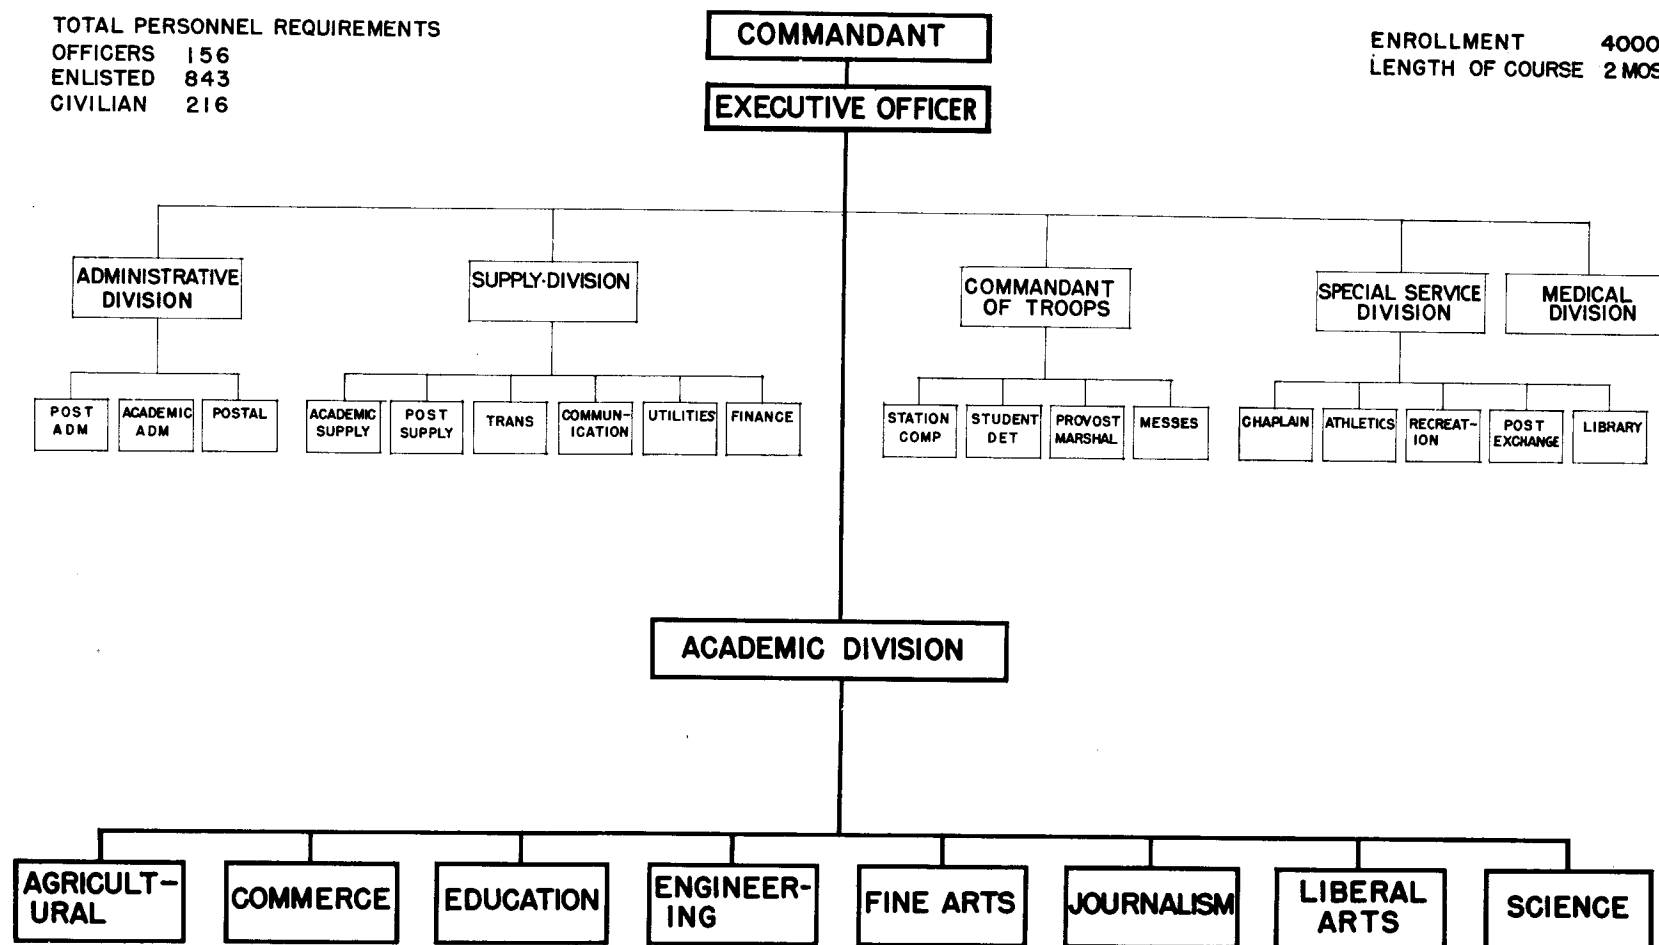 TOTAL PERSONNEL REQUIREMENTS
OFFICERS 156
ENLISTED 843
CIVILIAN 216
COMMANDANT
EXECUTIVE OFFICER
ENROLLMENT 4000
LENGTH OF COURSE 2 MOS
ADMINISTRATIVE
DIVISION
SUPPLY-DIVISION
COMMANDANT
OF TROOPS
SPECIAL SERVICE
DIVISION
MEDICAL
DIVISION
POST
ADM
ACADEMIC
ADM
POSTAL
ACADEMIC
SUPPLY
POST
SUPPLY
TRANS
COMMUN-
ICATION
UTILITIES
FINANCE
STATION
COMP
STUDENT
DET
PROVOST
MARSHAL
MESSES
CHAPLAIN
ATHLETICS
RECREAT-
ION
POST
EXCHANGE
LIBRARY
ACADEMIC DIVISION
AGRICULT-
URAL
COMMERCE
EDUCATION
ENGINEER-
ING
FINE ARTS
JOURNALISM
LIBERAL
ARTS
SCIENCE